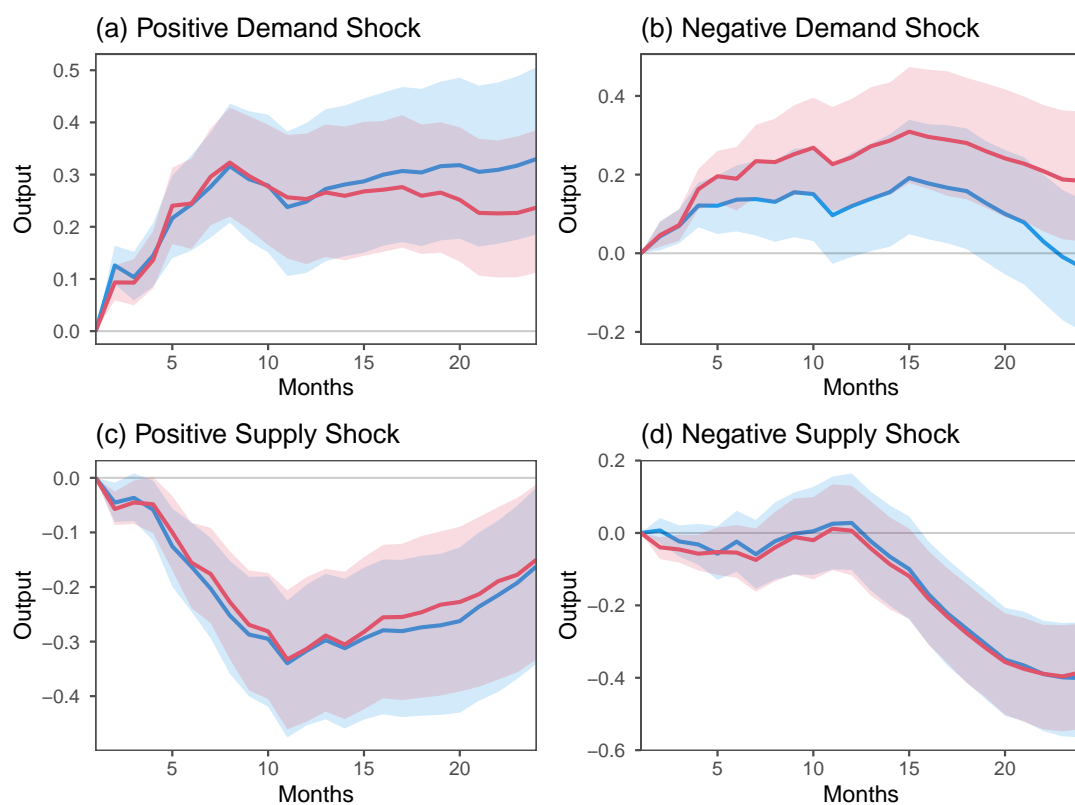 (a) Positive Demand Shock
0.5
0.4
0.3
0.2
0.1
0.0
Output
5 10 15 20
Months
(b) Negative Demand Shock
0.4
0.2
0.0
−0.2
Output
5 10 15 20
Months
(c) Positive Supply Shock
0.0
−0.1
−0.2
−0.3
−0.4
Output
5 10 15 20
Months
(d) Negative Supply Shock
0.2
0.0
−0.2
−0.4
−0.6
Output
5 10 15 20
Months